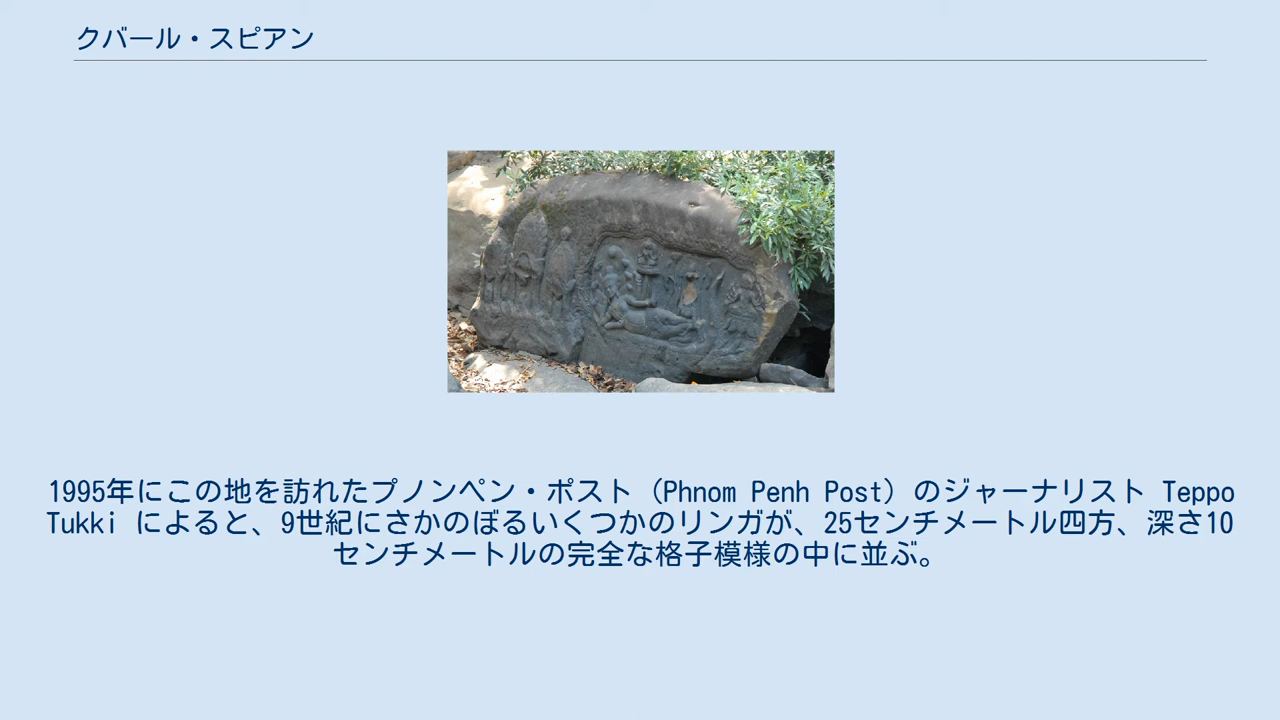 クバール・スピアン
1995年にこの地を訪れたプノンペン・ポスト（Phnom Penh Post）のジャーナリスト Teppo
Tukki によると、9世紀にさかのぼるいくつかのリンガが、25センチメートル四方、深さ10
センチメートルの完全な格子模様の中に並ぶ。